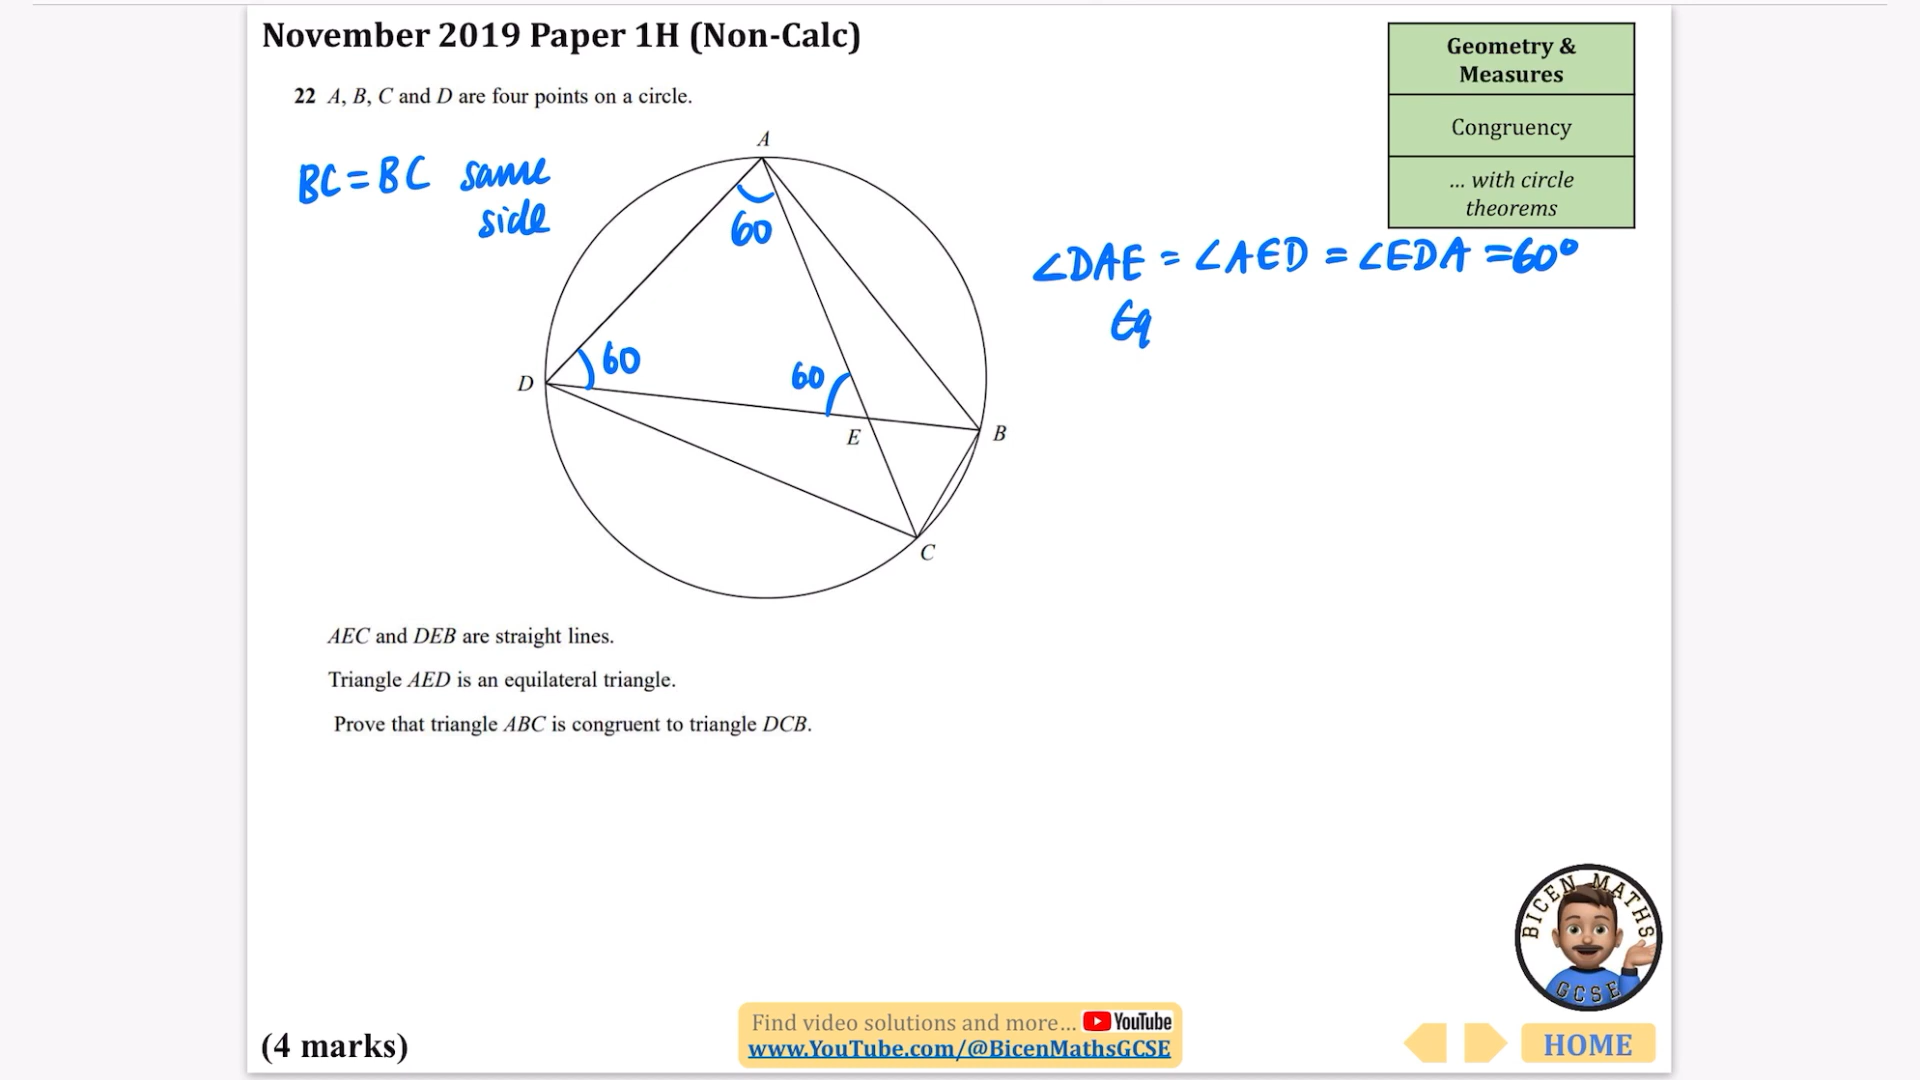 November 2019 Paper 1H (Non-Calc)
Geometry &
Measures
Congruency
... with circle
theorems
22 A, B, C and D are four points on a circle.
BC = BC same
side
A
60
∠DAE = ∠AED = ∠EDA = 60°
Eq
D
60
60
E
B
C
AEC and DEB are straight lines.
Triangle AED is an equilateral triangle.
Prove that triangle ABC is congruent to triangle DCB.
BICEN MATHS
GCSE
(4 marks)
Find video solutions and more... YouTube
www.YouTube.com/@BicenMathsGCSE
HOME